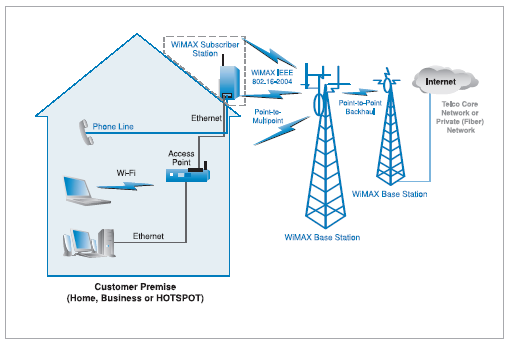 WiMAX Subscriber
Station
WiMAX IEEE
802.16-2004
Internet
Ethernet
Point-to-
Multipoint
Point-to-Point
Backhaul
Telco Core
Network or
Private (Fiber)
Network
Phone Line
Access
Point
Wi-Fi
WiMAX Base Station
Ethernet
WiMAX Base Station
Customer Premise
(Home, Business or HOTSPOT)